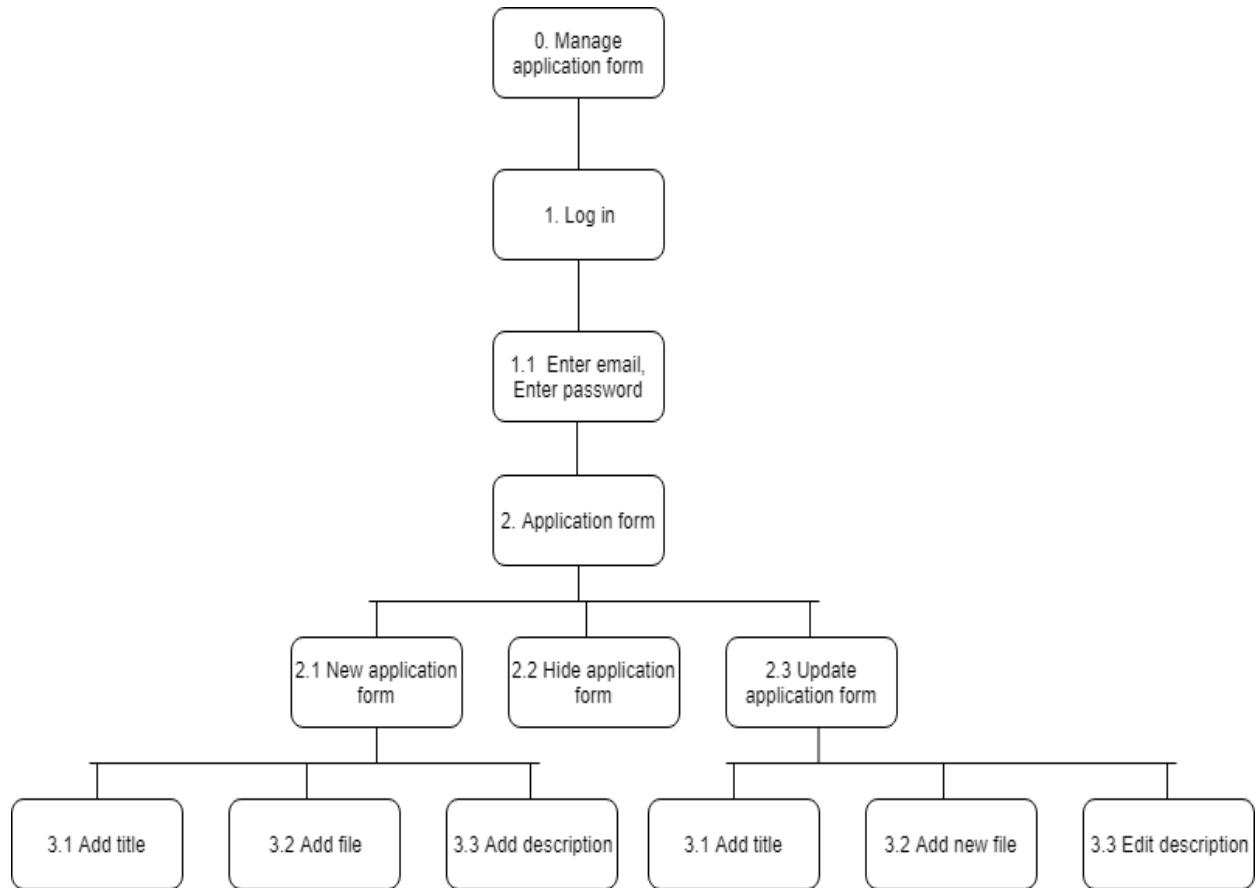 0. Manage
application form
1. Log in
1.1 Enter email,
Enter password
2. Application form
2.1 New application
form
2.2 Hide application
form
2.3 Update
application form
3.1 Add title
3.2 Add file
3.3 Add description
3.1 Add title
3.2 Add new file
3.3 Edit description